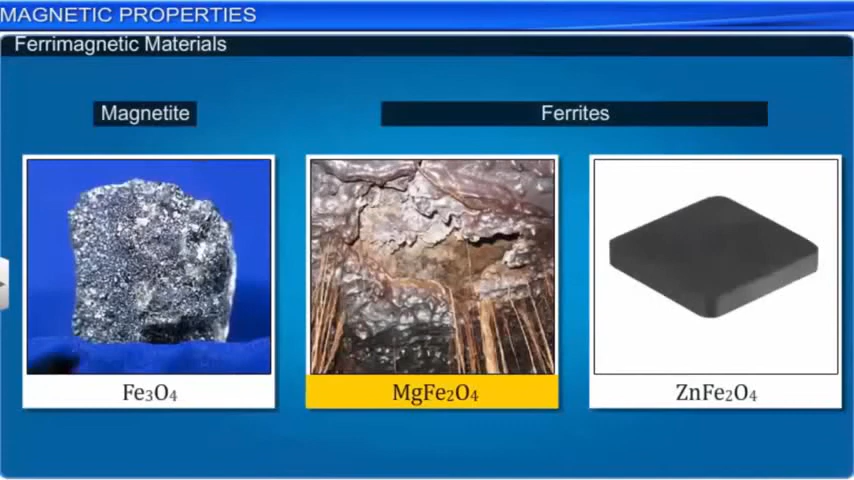 MAGNETIC PROPERTIES
Ferrimagnetic Materials
Magnetite
Ferrites
Fe₃O₄
MgFe₂O₄
ZnFe₂O₄